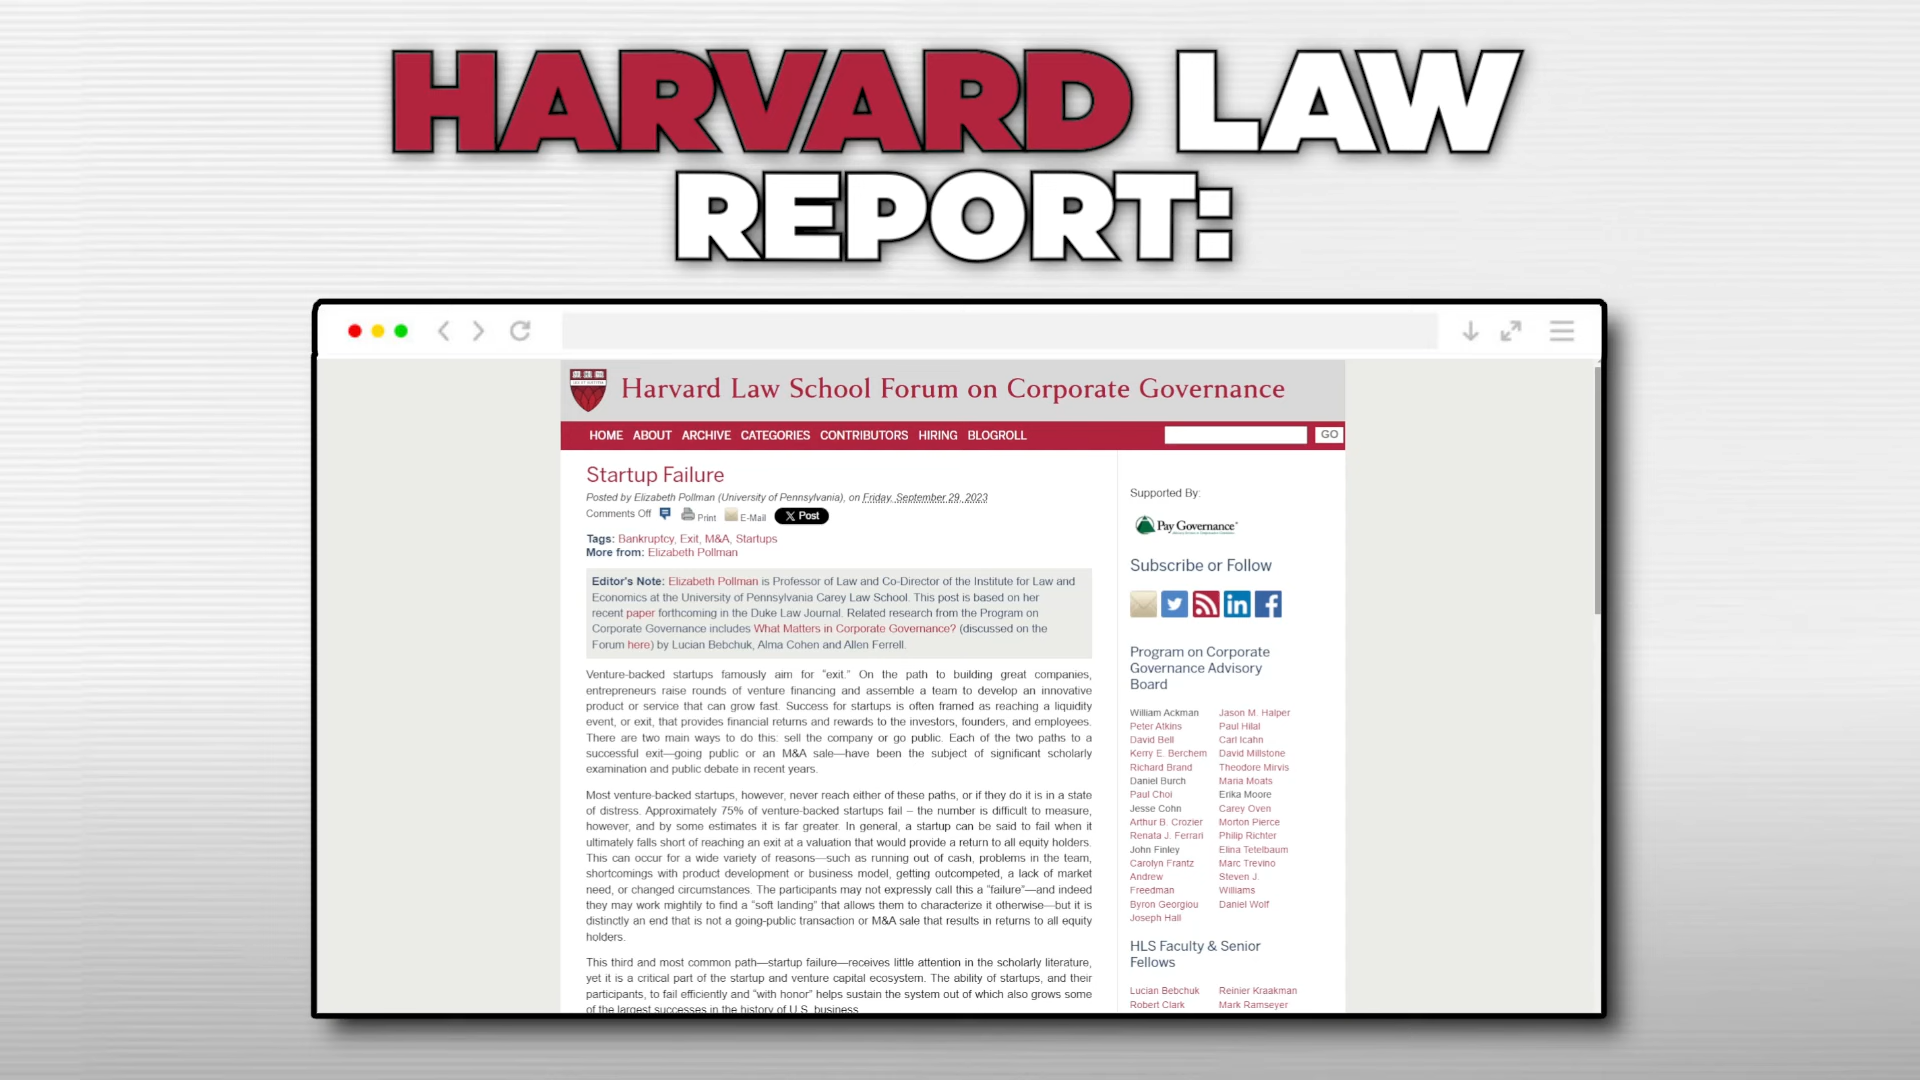 HARVARD LAW
REPORT:
Harvard Law School Forum on Corporate Governance
HOME ABOUT ARCHIVE CATEGORIES CONTRIBUTORS HIRING BLOGROLL GO
Startup Failure
Posted by Elizabeth Pollman (University of Pennsylvania), on Friday, September 29, 2023
Comments Off Print E-Mail X Post
Tags: Bankruptcy, Exit, M&A, Startups
More from: Elizabeth Pollman
Editor's Note: Elizabeth Pollman is Professor of Law and Co-Director of the Institute for Law and
Economics at the University of Pennsylvania Carey Law School. This post is based on her
recent paper forthcoming in the Duke Law Journal. Related research from the Program on
Corporate Governance includes What Matters in Corporate Governance? (discussed on the
Forum here) by Lucian Bebchuk, Alma Cohen and Allen Ferrell.
Venture-backed startups famously aim for "exit." On the path to building great companies,
entrepreneurs raise rounds of venture financing and assemble a team to develop an innovative
product or service that can grow fast. Success for startups is often framed as reaching a liquidity
event, or exit, that provides financial returns and rewards to the investors, founders, and employees.
There are two main ways to do this: sell the company or go public. Each of the two paths to a
successful exit—going public or an M&A sale—have been the subject of significant scholarly
examination and public debate in recent years.
Most venture-backed startups, however, never reach either of these paths, or if they do it is in a state
of distress. Approximately 75% of venture-backed startups fail – the number is difficult to measure,
however, and by some estimates it is far greater. In general, a startup can be said to fail when it
ultimately falls short of reaching an exit at a valuation that would provide a return to all equity holders.
This can occur for a wide variety of reasons—such as running out of cash, problems in the team,
shortcomings with product development or business model, getting outcompeted, a lack of market
need, or changed circumstances. The participants may not expressly call this a "failure"—and indeed
they may work mightily to find a "soft landing" that allows them to characterize it otherwise—but it is
distinctly an end that is not a going-public transaction or M&A sale that results in returns to all equity
holders.
This third and most common path—startup failure—receives little attention in the scholarly literature,
yet it is a critical part of the startup and venture capital ecosystem. The ability of startups, and their
participants, to fail efficiently and "with honor" helps sustain the system out of which also grows some
of the largest successes in the history of U.S. business
Supported By:
Pay Governance
Subscribe or Follow
Program on Corporate
Governance Advisory
Board
William Ackman Jason M. Halper
Peter Atkins Paul Hilal
David Bell Carl Icahn
Kerry E. Berchem David Millstone
Richard Brand Theodore Mirvis
Daniel Burch Maria Moats
Paul Choi Erika Moore
Jesse Cohn Carey Oven
Arthur B. Crozier Morton Pierce
Renata J. Ferrari Philip Richter
John Finley Elina Tetelbaum
Carolyn Frantz Marc Trevino
Andrew Steven J.
Freedman Williams
Byron Georgiou Daniel Wolf
Joseph Hall
HLS Faculty & Senior
Fellows
Lucian Bebchuk Reinier Kraakman
Robert Clark Mark Ramseyer